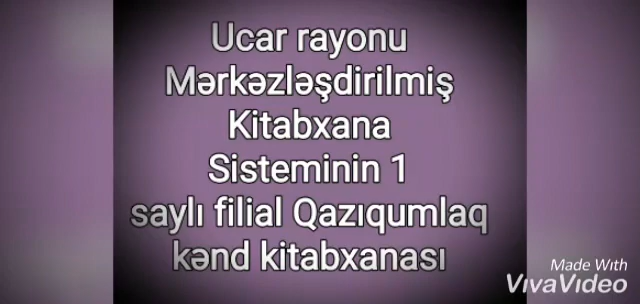 Ucar rayonu
Mərkəzləşdirilmiş
Kitabxana
Sisteminin 1
saylı filial Qazıqumlaq
kənd kitabxanası
Made With
VivaVideo